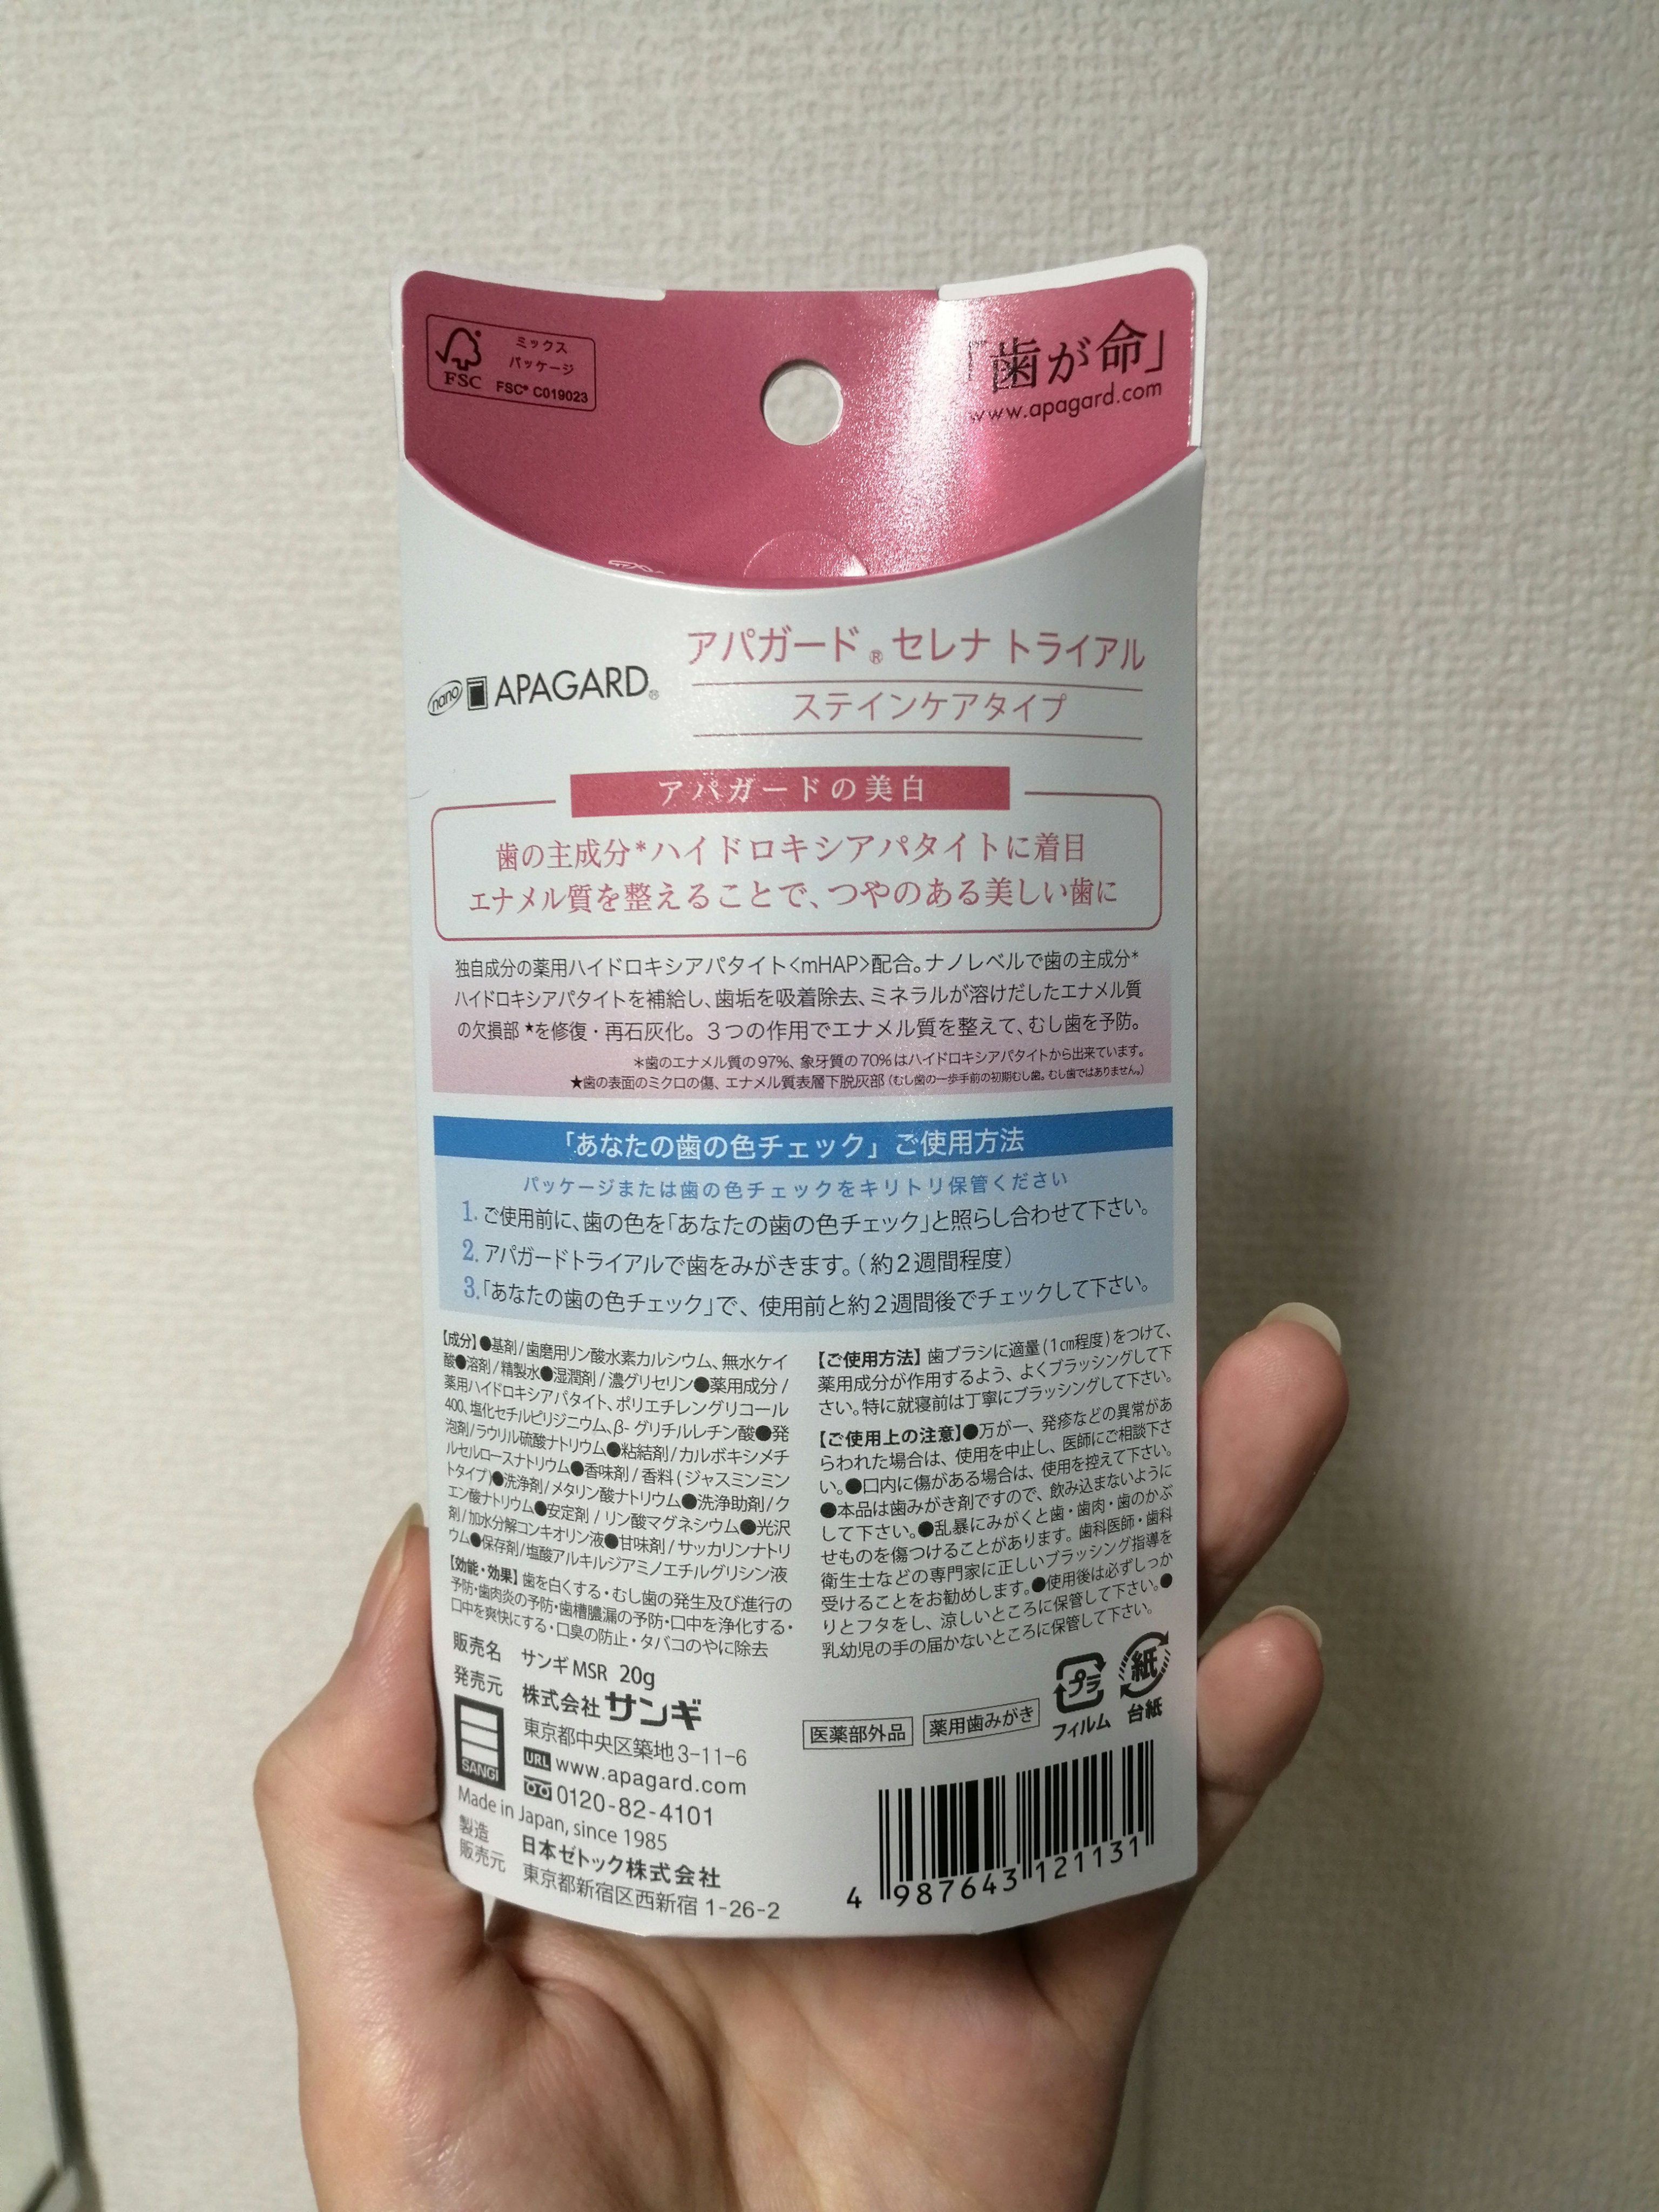 FSC
ミックス
パッケージ
FSC® C019023
「歯が命」
www.apagard.com
nano APAGARD®
アパガード® セレナ トライアル
ステインケアタイプ
アパガードの美白
歯の主成分*ハイドロキシアパタイトに着目
エナメル質を整えることで、つやのある美しい歯に
独自成分の薬用ハイドロキシアパタイト<mHAP>配合。ナノレベルで歯の主成分*
ハイドロキシアパタイトを補給し、歯垢を吸着除去、ミネラルが溶けだしたエナメル質
の欠損部★を修復・再石灰化。3つの作用でエナメル質を整えて、むし歯を予防。
*歯のエナメル質の97%、象牙質の70%はハイドロキシアパタイトから出来ています。
★歯の表面のミクロの傷、エナメル質表層下脱灰部(むし歯の一歩手前の初期むし歯。むし歯ではありません。)
「あなたの歯の色チェック」ご使用方法
パッケージまたは歯の色チェックをキリトリ保管ください
1. ご使用前に、歯の色を「あなたの歯の色チェック」と照らし合わせて下さい。
2. アパガードトライアルで歯をみがきます。(約2週間程度)
3.「あなたの歯の色チェック」で、使用前と約2週間後でチェックして下さい。
【成分】●基剤/歯磨用リン酸水素カルシウム、無水ケイ
酸●溶剤/精製水●湿潤剤/濃グリセリン●薬用成分/
薬用ハイドロキシアパタイト、ポリエチレングリコール
400、塩化セチルピリジニウム、β-グリチルレチン酸●発
泡剤/ラウリル硫酸ナトリウム●粘結剤/カルボキシメチ
ルセルロースナトリウム●香味剤/香料(ジャスミンミン
トタイプ)●洗浄剤/メタリン酸ナトリウム●洗浄助剤/ク
エン酸ナトリウム●安定剤/リン酸マグネシウム●光沢
剤/加水分解コンキオリン液●甘味剤/サッカリンナトリ
ウム●保存剤/塩酸アルキルジアミノエチルグリシン液
【効能・効果】歯を白くする・むし歯の発生及び進行の
予防・歯肉炎の予防・歯槽膿漏の予防・口中を浄化する・
口中を爽快にする・口臭の防止・タバコのやに除去
【ご使用方法】歯ブラシに適量(1㎝程度)をつけて、
薬用成分が作用するよう、よくブラッシングして下
さい。特に就寝前は丁寧にブラッシングして下さい。
【ご使用上の注意】●万が一、発疹などの異常があ
らわれた場合は、使用を中止し、医師にご相談下さ
い。●口内に傷がある場合は、使用を控えて下さい。
●本品は歯みがき剤ですので、飲み込まないように
して下さい。●乱暴にみがくと歯・歯肉・歯のかぶ
せものを傷つけることがあります。歯科医師・歯科
衛生士などの専門家に正しいブラッシング指導を
受けることをお勧めします。●使用後は必ずしっか
りとフタをし、涼しいところに保管して下さい。●
乳幼児の手の届かないところに保管して下さい。
販売名 サンギ MSR 20g
発売元 株式会社サンギ
東京都中央区築地3-11-6
SANGI
URL www.apagard.com
0120-82-4101
Made in Japan, since 1985
製造
販売元
日本ゼトック株式会社
東京都新宿区西新宿1-26-2
医薬部外品
薬用歯みがき
プラ
フィルム
紙
台紙
4 987643 121131